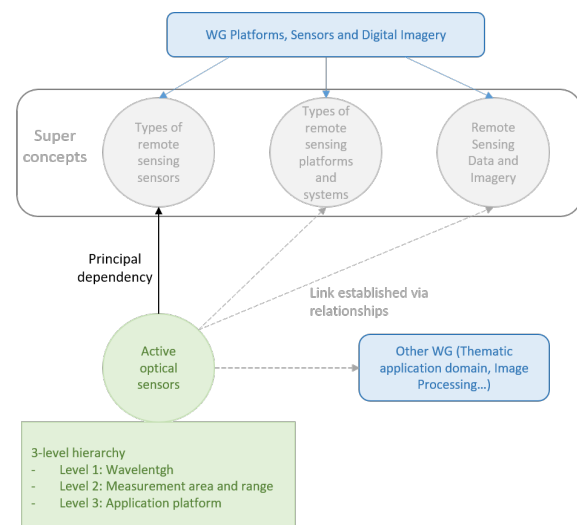 WG Platforms, Sensors and Digital Imagery
Super
concepts
Types of
remote
sensing
sensors
Types of
remote
sensing
platforms
and
systems
Remote
Sensing
Data and
Imagery
Principal
dependency
Link established via
relationships
Active
optical
sensors
Other WG (Thematic
application domain, Image
Processing...)
3-level hierarchy
- Level 1: Wavelentgh
- Level 2: Measurement area and range
- Level 3: Application platform